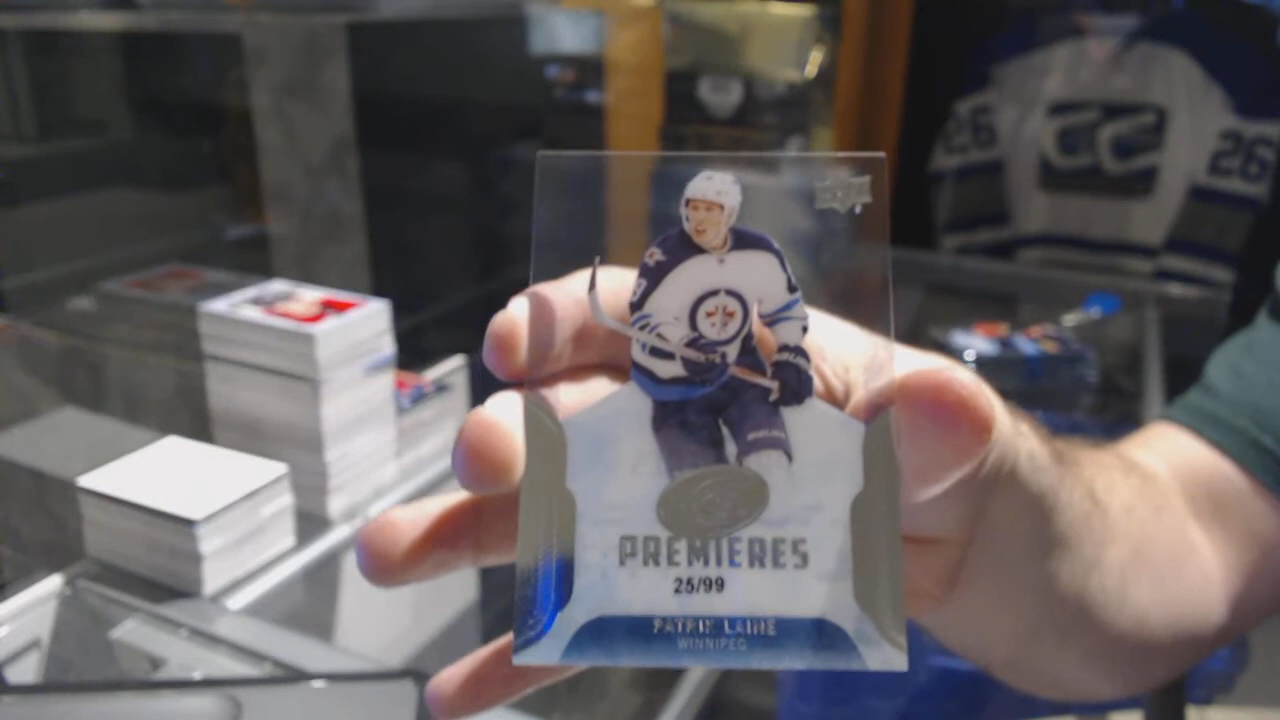 26
26
PREMIERES
25/99
PATRIK LAINE
WINNIPEG